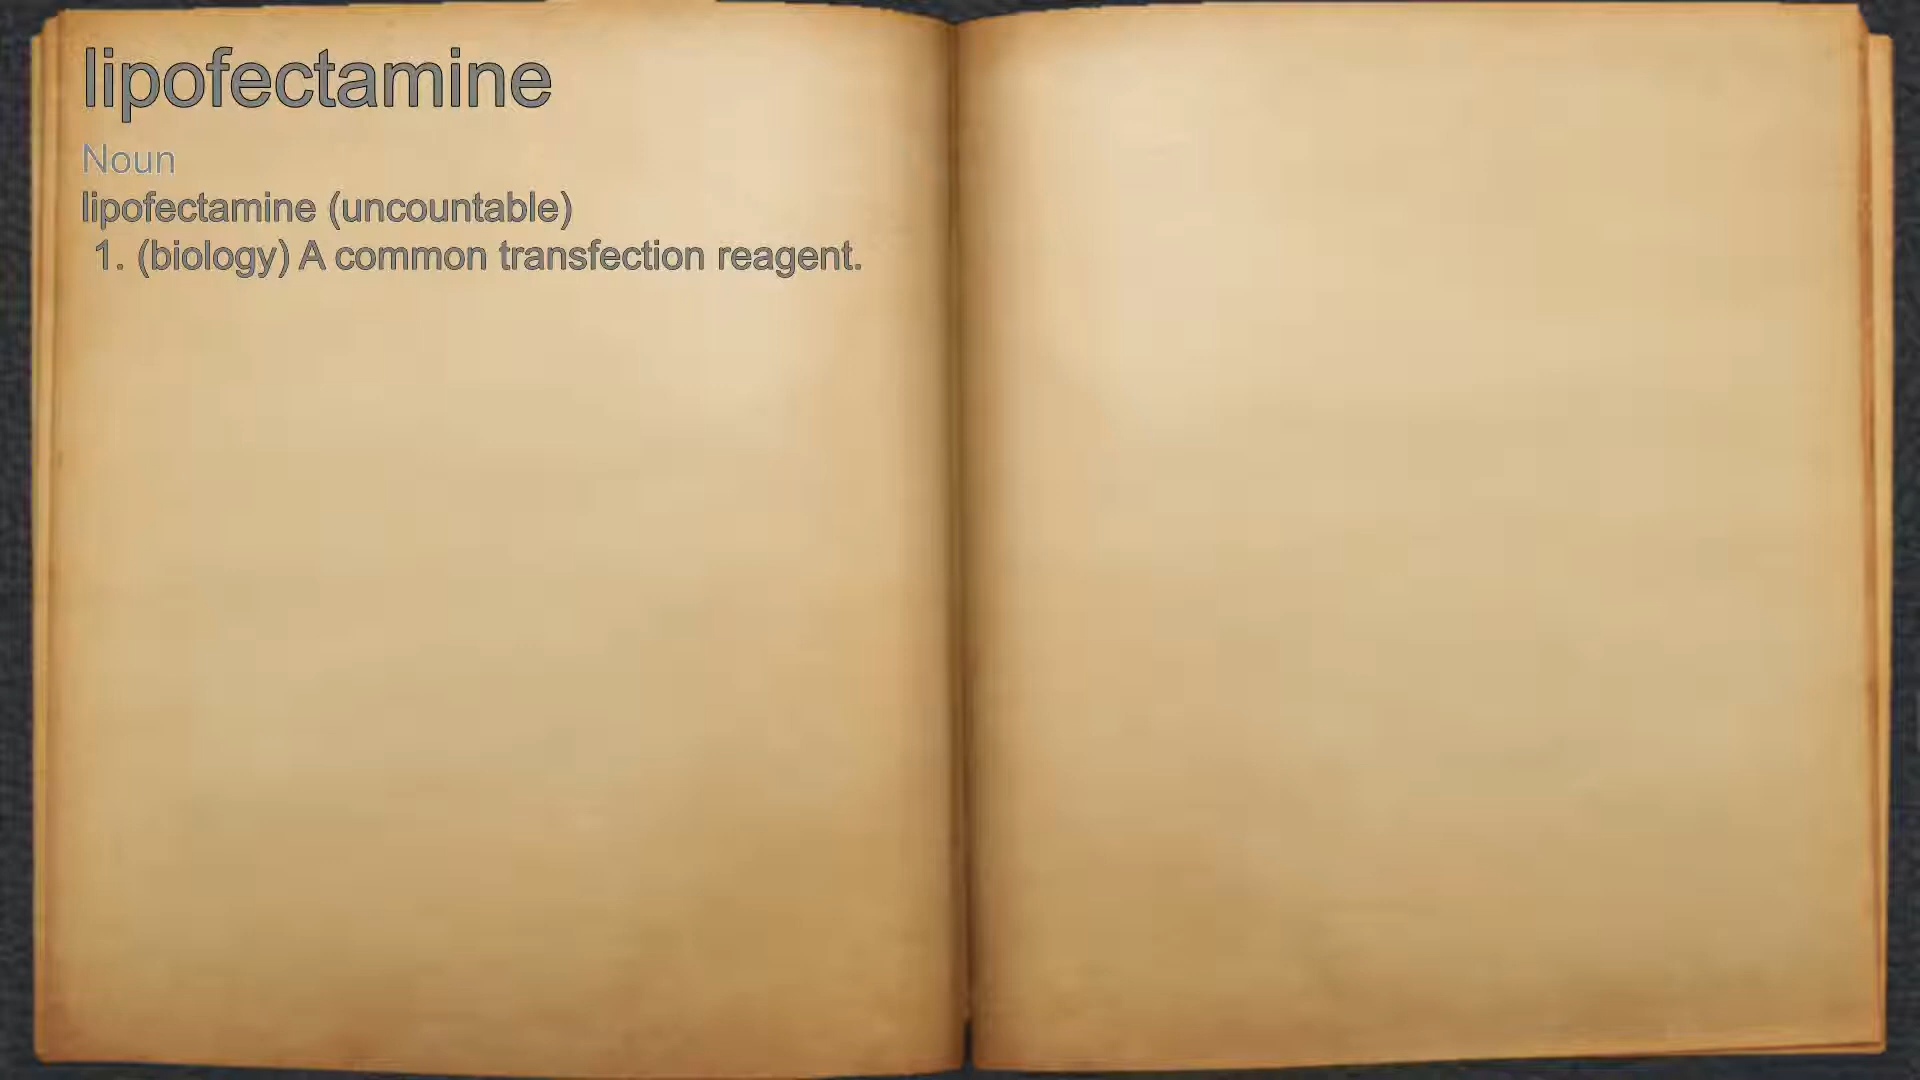 lipofectamine
Noun
lipofectamine (uncountable)
1. (biology) A common transfection reagent.